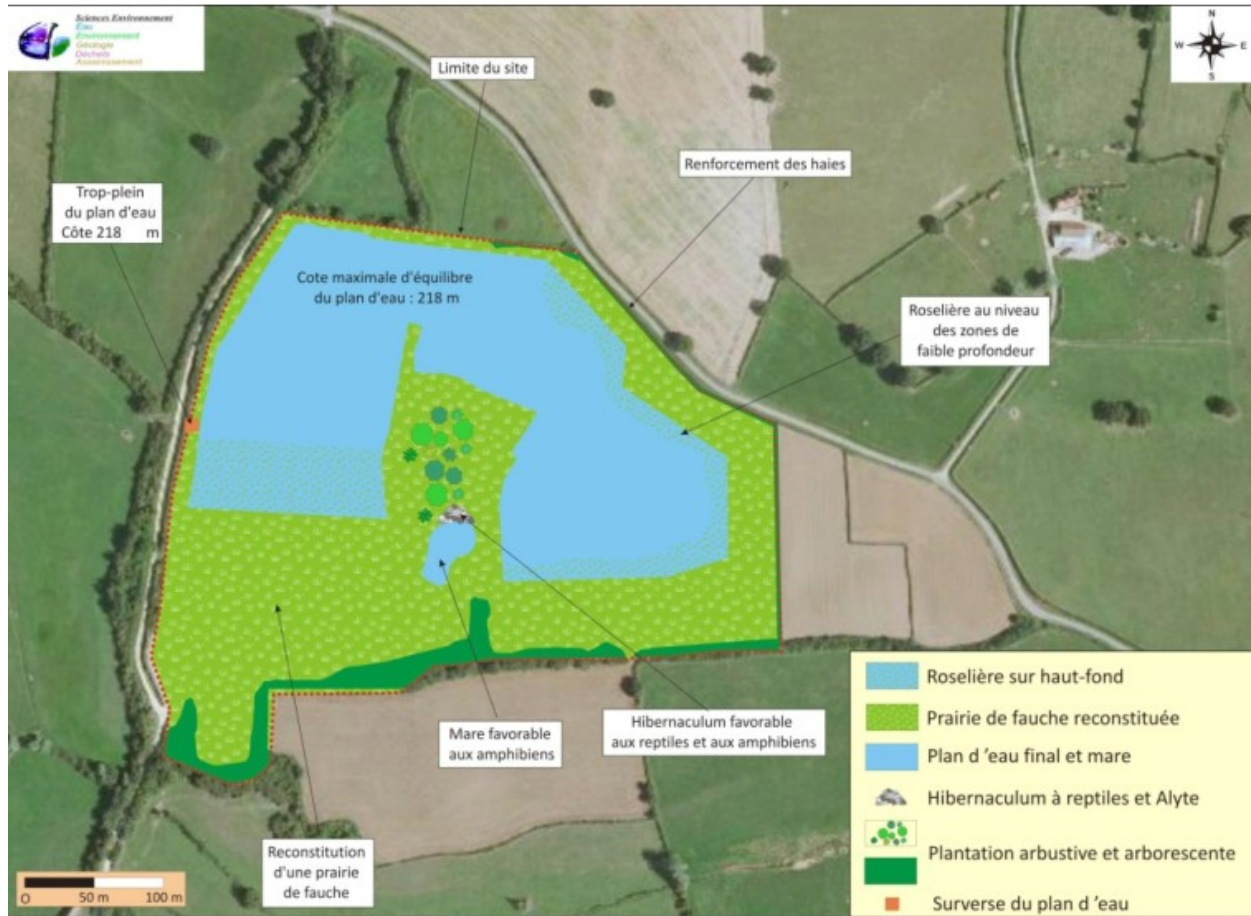 Sciences Environnement
Eau
Environnement
Géologie
Déchets
Assainissement
N
W
E
S
Limite du site
Renforcement des haies
Trop-plein
du plan d'eau
Côte 218 m
Cote maximale d'équilibre
du plan d'eau : 218 m
Roselière au niveau
des zones de
faible profondeur
Mare favorable
aux amphibiens
Hibernaculum favorable
aux reptiles et aux amphibiens
Reconstitution
d'une prairie
de fauche
Roselière sur haut-fond
Prairie de fauche reconstituée
Plan d 'eau final et mare
Hibernaculum à reptiles et Alyte
Plantation arbustive et arborescente
Surverse du plan d 'eau
O 50 m 100 m